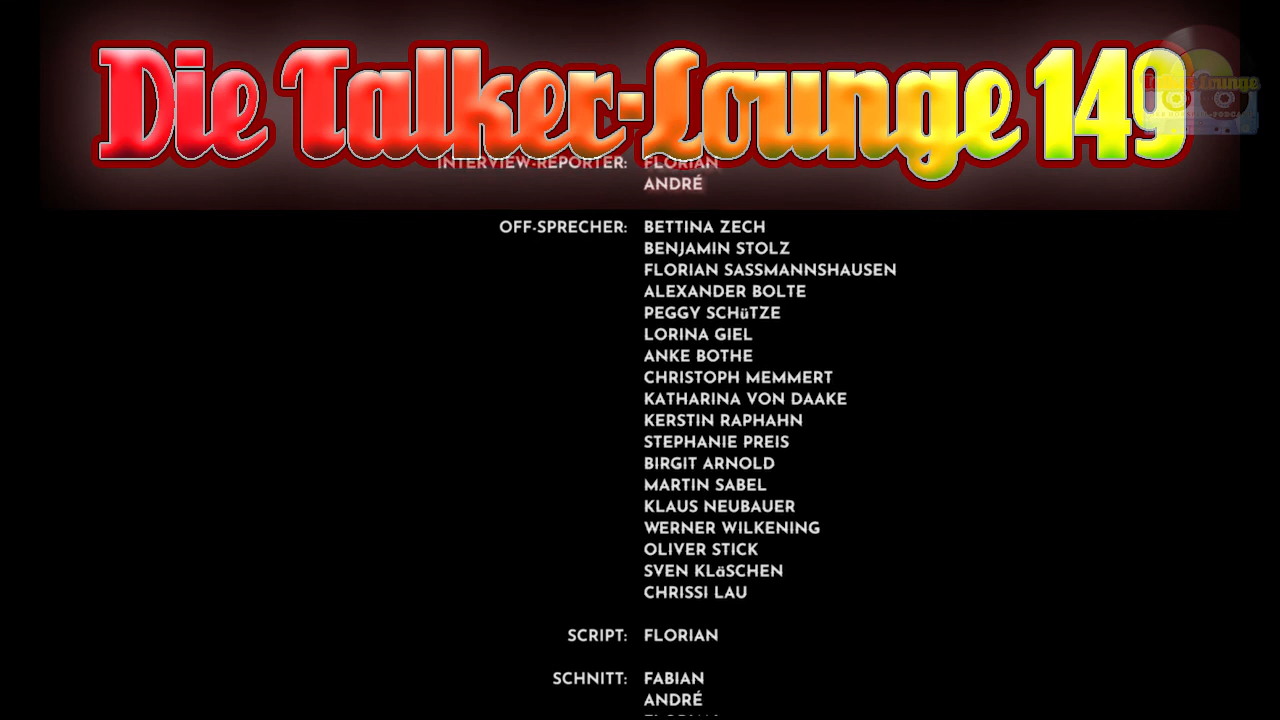 Die Talker-Lounge 149
INTERVIEW-REPORTER: FLORIAN
ANDRÉ
OFF-SPRECHER: BETTINA ZECH
BENJAMIN STOLZ
FLORIAN SASSMANNSHAUSEN
ALEXANDER BOLTE
PEGGY SCHüTZE
LORINA GIEL
ANKE BOTHE
CHRISTOPH MEMMERT
KATHARINA VON DAAKE
KERSTIN RAPHAHN
STEPHANIE PREIS
BIRGIT ARNOLD
MARTIN SABEL
KLAUS NEUBAUER
WERNER WILKENING
OLIVER STICK
SVEN KLäSCHEN
CHRISSI LAU
SCRIPT: FLORIAN
SCHNITT: FABIAN
ANDRÉ